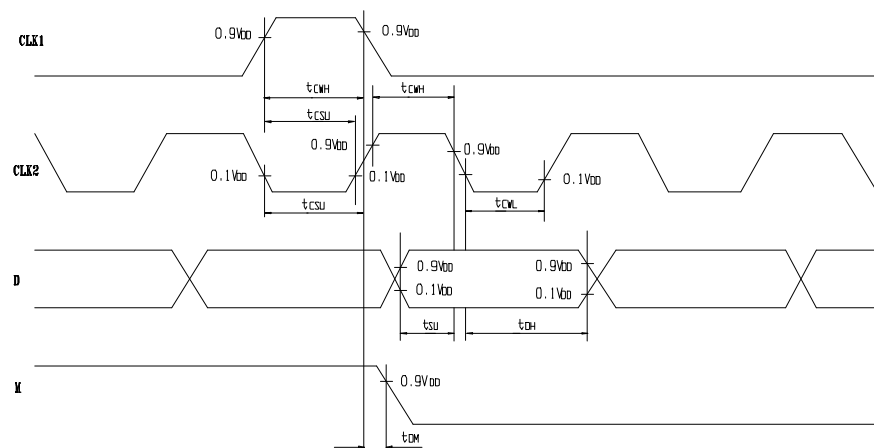 CLK1
0.9VDD
0.9VDD
tCWH
tCWH
tCSU
CLK2
0.9VDD
0.9VDD
0.1VDD
0.1VDD
0.1VDD
tCSU
tCWL
D
0.9VDD
0.9VDD
0.1VDD
0.1VDD
tSU
tDH
M
0.9VDD
tDM